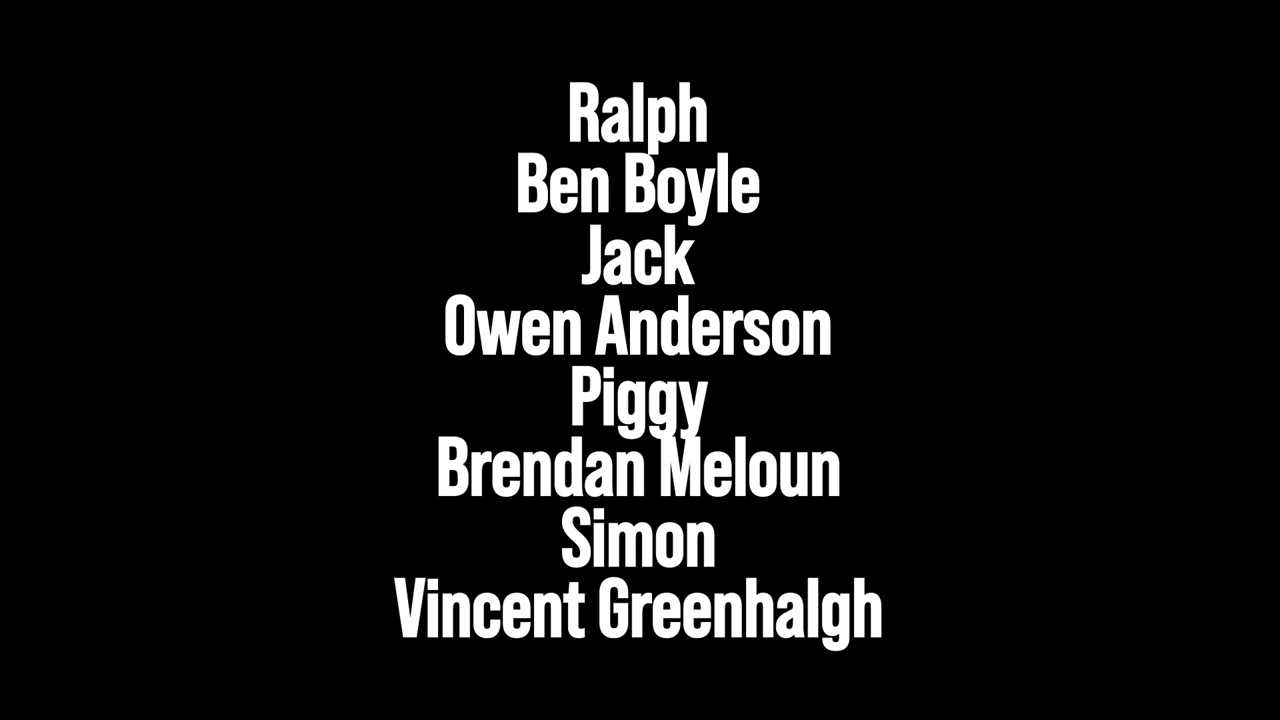 Ralph
Ben Boyle
Jack
Owen Anderson
Piggy
Brendan Meloun
Simon
Vincent Greenhalgh